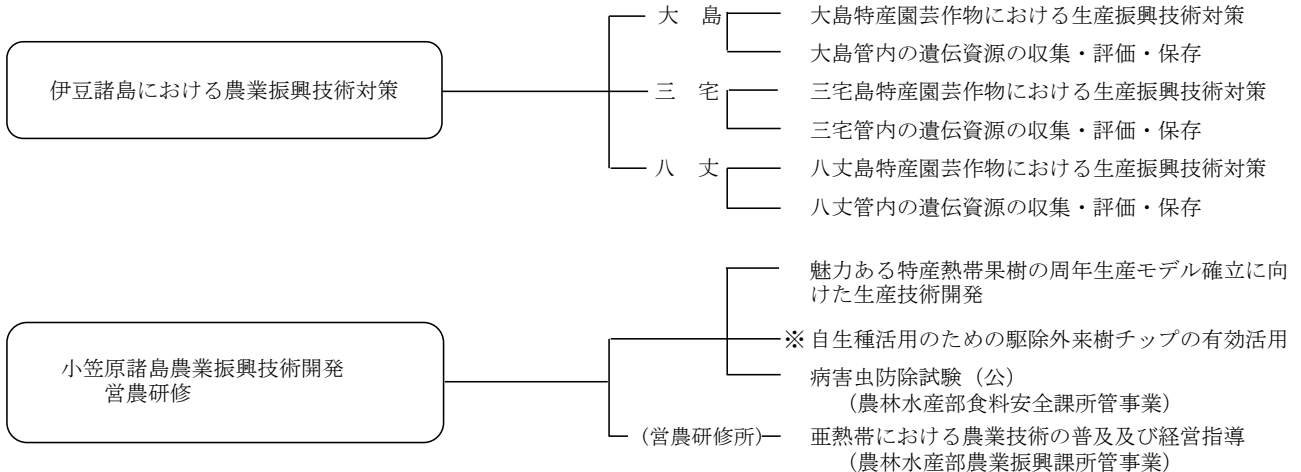 伊豆諸島における農業振興技術対策
大　島
大島特産園芸作物における生産振興技術対策
大島管内の遺伝資源の収集・評価・保存
三　宅
三宅島特産園芸作物における生産振興技術対策
三宅管内の遺伝資源の収集・評価・保存
八　丈
八丈島特産園芸作物における生産振興技術対策
八丈管内の遺伝資源の収集・評価・保存
小笠原諸島農業振興技術開発
営農研修
魅力ある特産熱帯果樹の周年生産モデル確立に向
けた生産技術開発
※自生種活用のための駆除外来樹チップの有効活用
病害虫防除試験（公）
（農林水産部食料安全課所管事業）
(営農研修所)
亜熱帯における農業技術の普及及び経営指導
（農林水産部農業振興課所管事業）